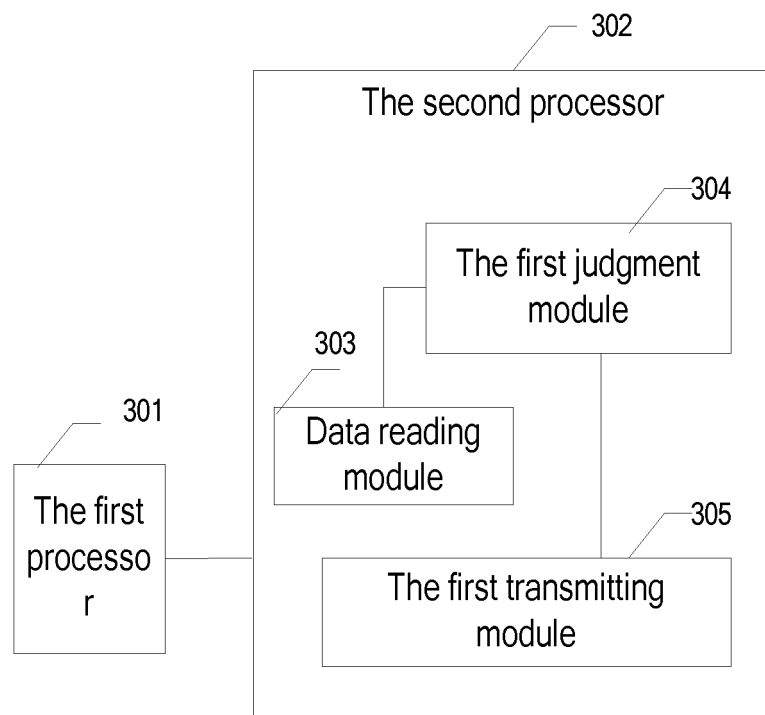 302
The second processor
304
The first judgment
module
303
Data reading
module
301
The first
processo
r
305
The first transmitting
module